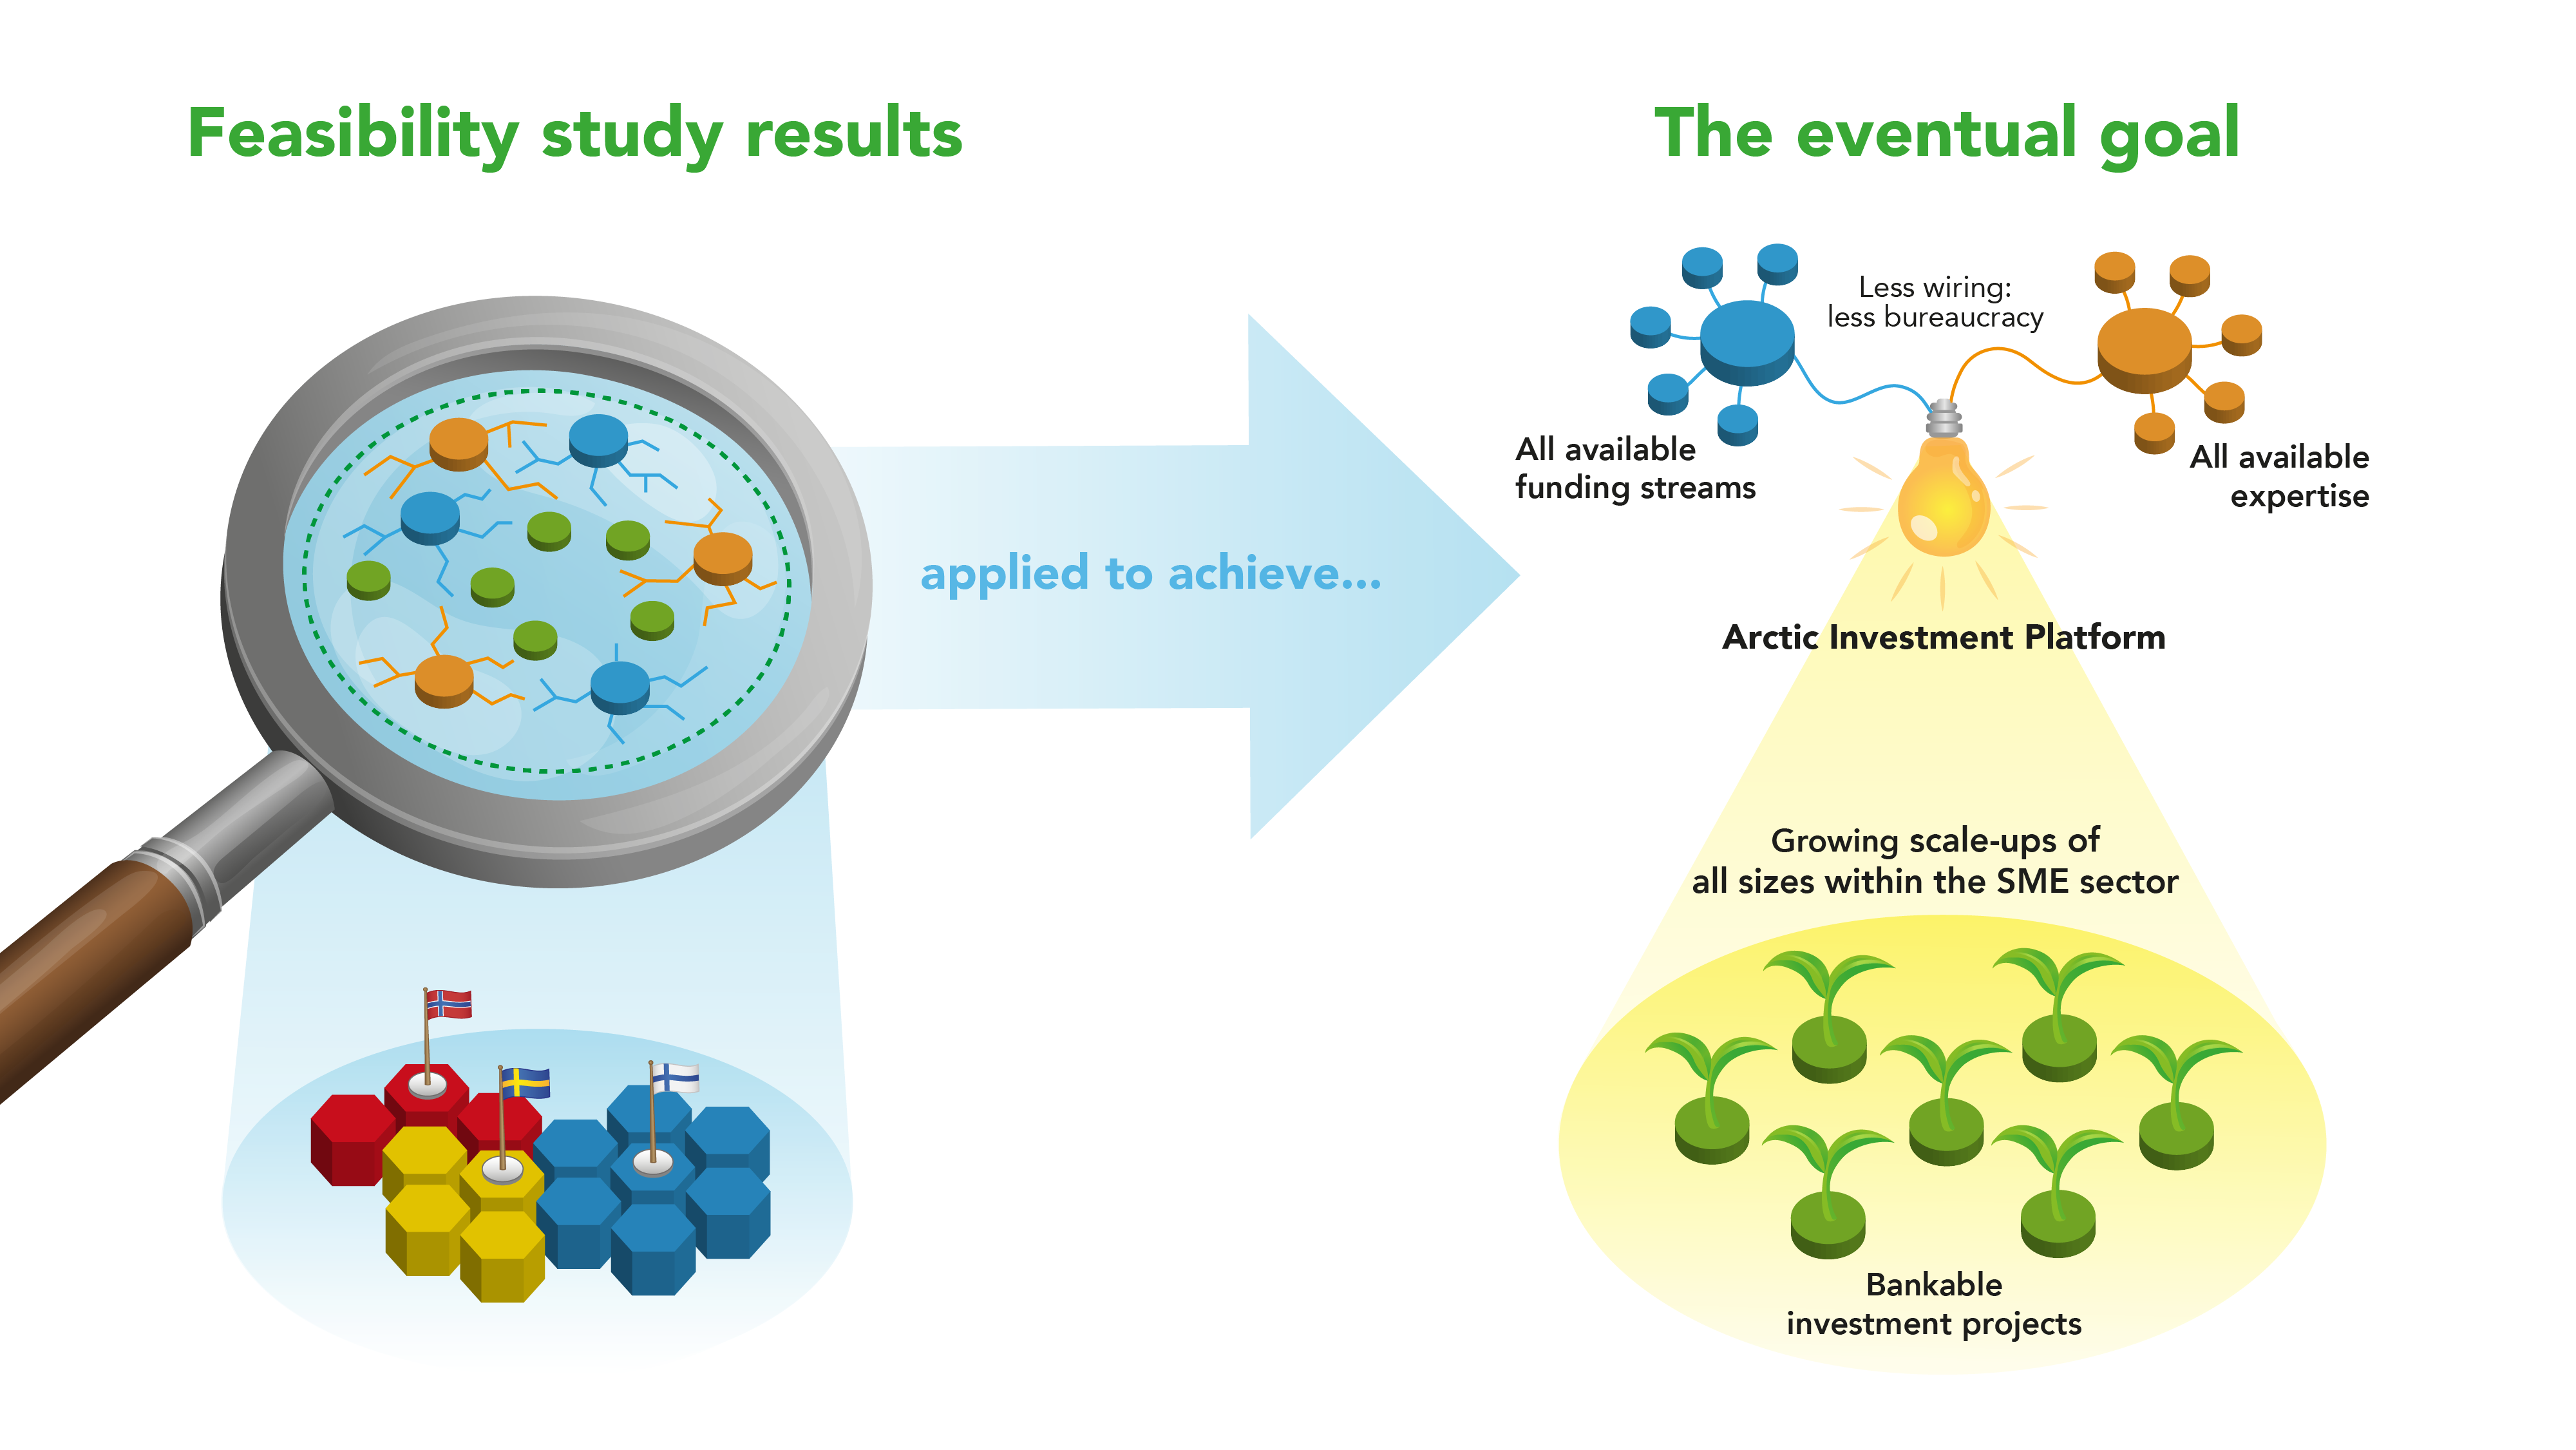 Feasibility study results
applied to achieve...
The eventual goal
Less wiring:
less bureaucracy
All available
funding streams
All available
expertise
Arctic Investment Platform
Growing scale-ups of
all sizes within the SME sector
Bankable
investment projects